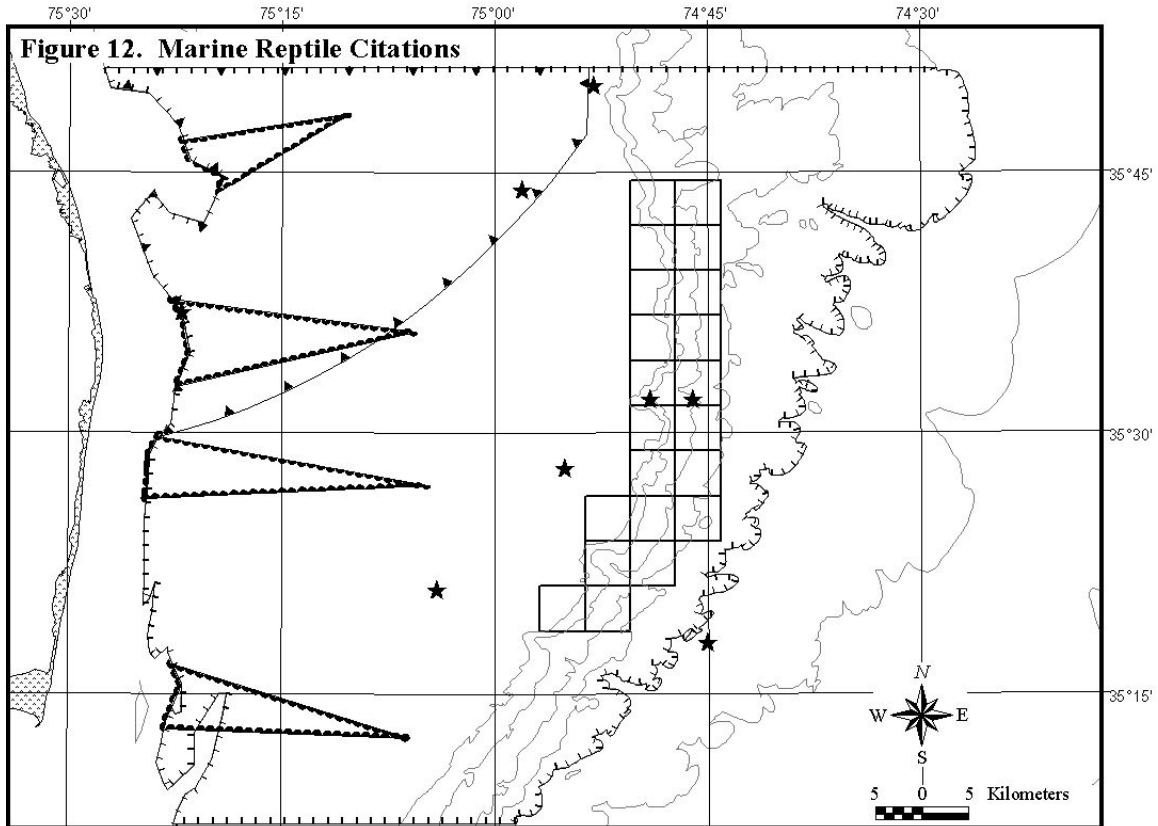 75°30' 75°15' 75°00' 74°45' 74°30'
Figure 12. Marine Reptile Citations
35°45'
35°30'
35°15'
N
W E
S
5 0 5 Kilometers